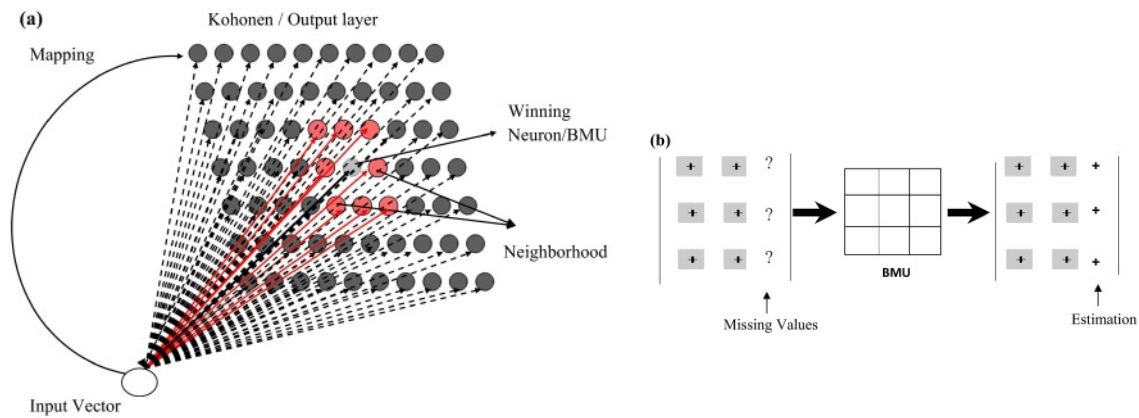 (a)
Kohonen / Output layer
Mapping
Winning
Neuron/BMU
Neighborhood
Input Vector
(b)
+ + ? + + +
+ + ? + + +
+ + ? + + +
BMU
Missing Values
Estimation